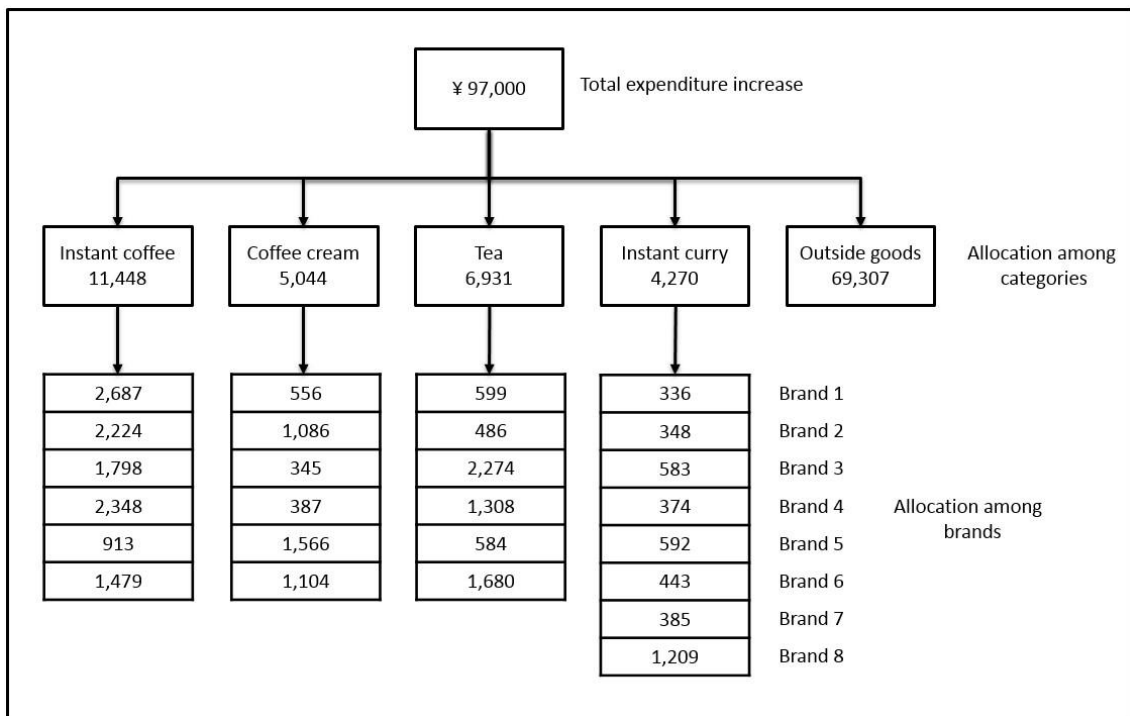 ¥ 97,000
Total expenditure increase
Instant coffee
11,448
Coffee cream
5,044
Tea
6,931
Instant curry
4,270
Outside goods
69,307
Allocation among
categories
2,687 556 599 336 Brand 1
2,224 1,086 486 348 Brand 2
1,798 345 2,274 583 Brand 3
2,348 387 1,308 374 Brand 4
913 1,566 584 592 Brand 5
1,479 1,104 1,680 443 Brand 6
385 Brand 7
1,209 Brand 8
Allocation among
brands